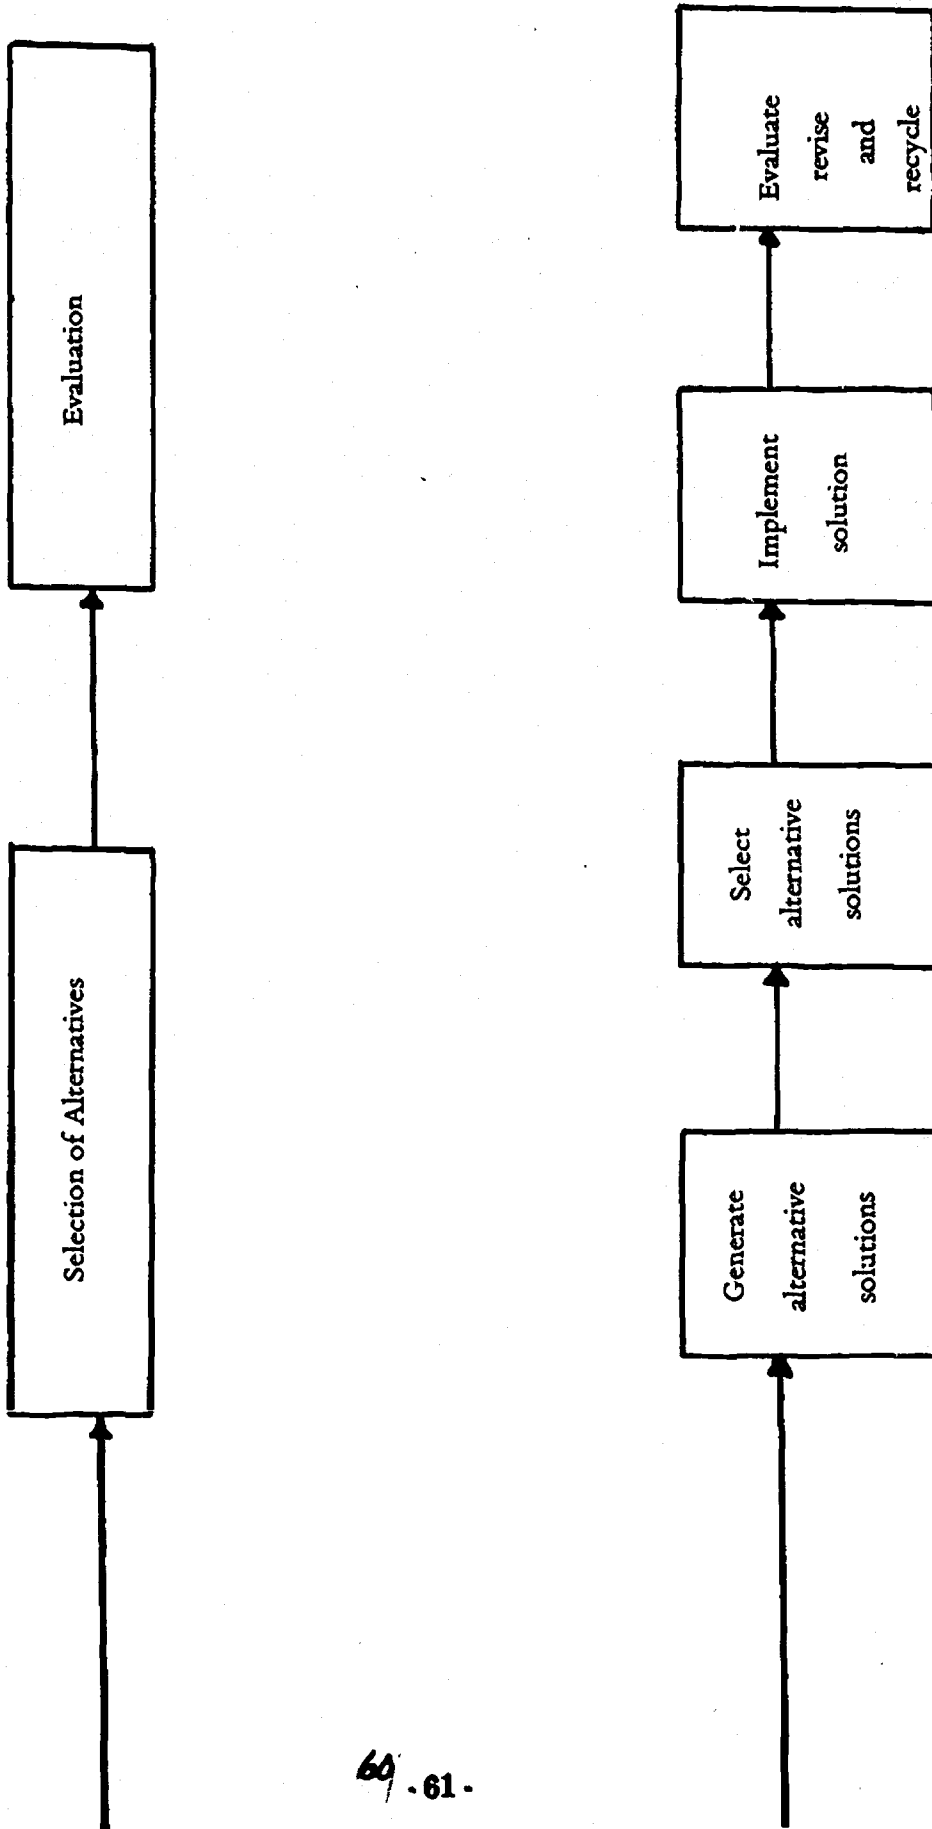 Selection of Alternatives
Evaluation
Generate
alternative
solutions
Select
alternative
solutions
Implement
solution
Evaluate
revise
and
recycle
60
- 61 -